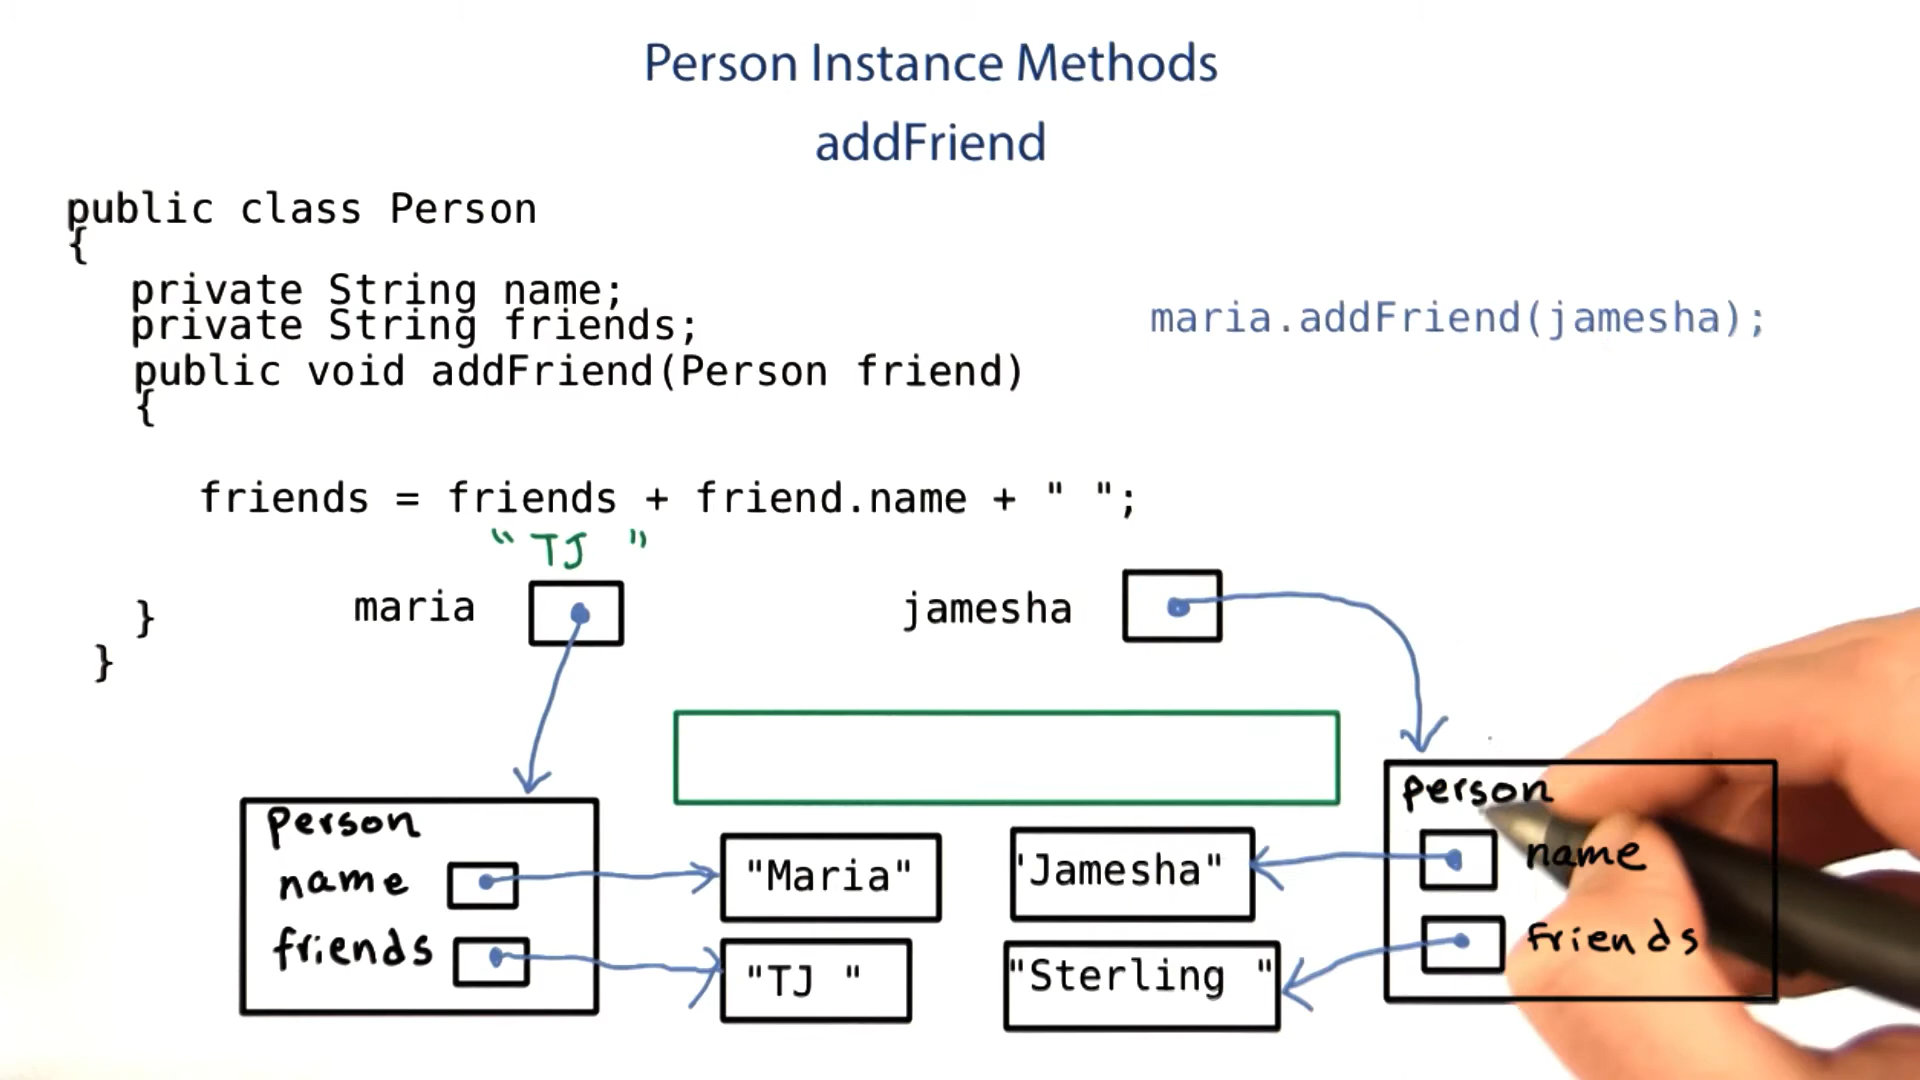 Person Instance Methods
addFriend
public class Person
{
private String name;
private String friends;
maria.addFriend(jamesha);
public void addFriend(Person friend)
{
friends = friends + friend.name + " ";
"TJ "
maria
jamesha
}
}
person
name
friends
"Maria"
"TJ "
'Jamesha"
"Sterling "
person
name
friends